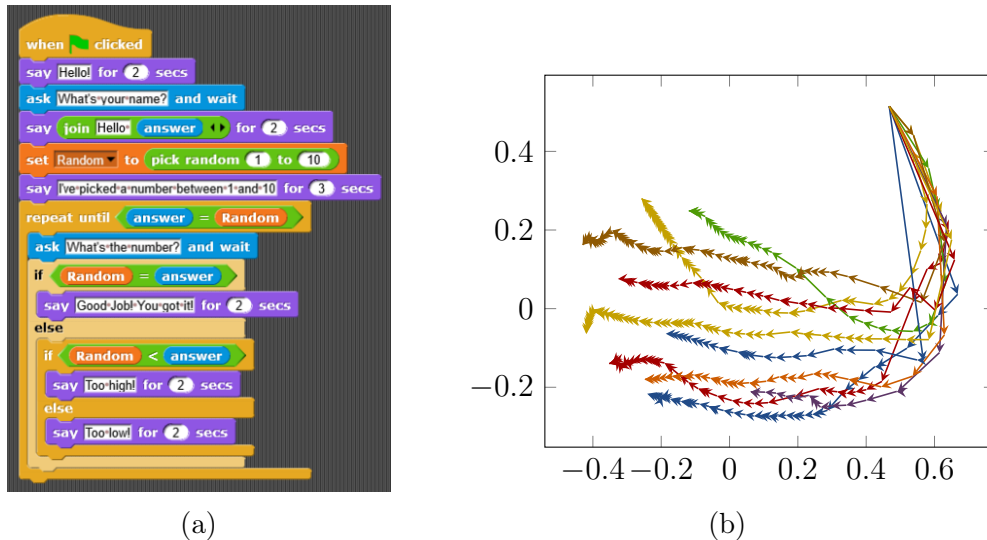 when clicked
say Hello! for 2 secs
ask What's your name? and wait
say join Hello answer for 2 secs
set Random to pick random 1 to 10
say I've picked a number between 1 and 10 for 3 secs
repeat until answer = Random
ask What's the number? and wait
if Random = answer
say Good Job! You got it! for 2 secs
else
if Random < answer
say Too high! for 2 secs
else
say Too low! for 2 secs
(a)
0.4
0.2
0
−0.2
−0.4 −0.2 0 0.2 0.4 0.6
(b)